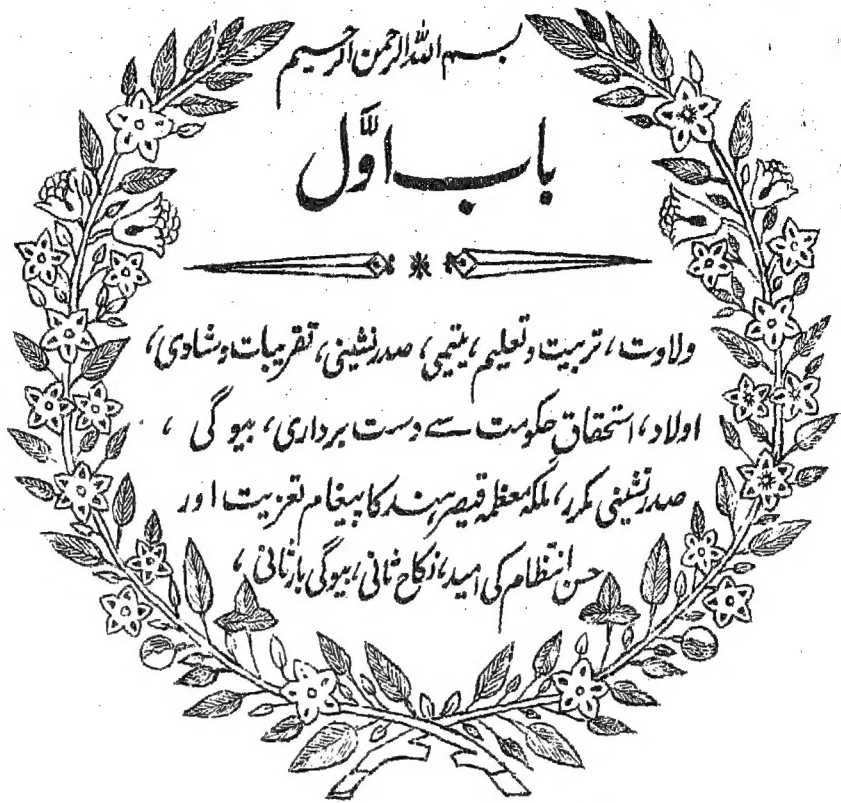 بسم اللہ الرحمن الرحیم
باب اوّل
ولادت، تربیت و تعلیم، یتیمی، صدر نشینی، تقریبات و شادی،
اولاد، استحقاق حکومت سے دست برداری، بیوگی،
صدر نشینی مکرر، ملکہ معظمہ قیصر ہند کا پیغام تعزیت اور
حسن انتظام کی امید، نکاح ثانی، بیوگی بار ثانی،